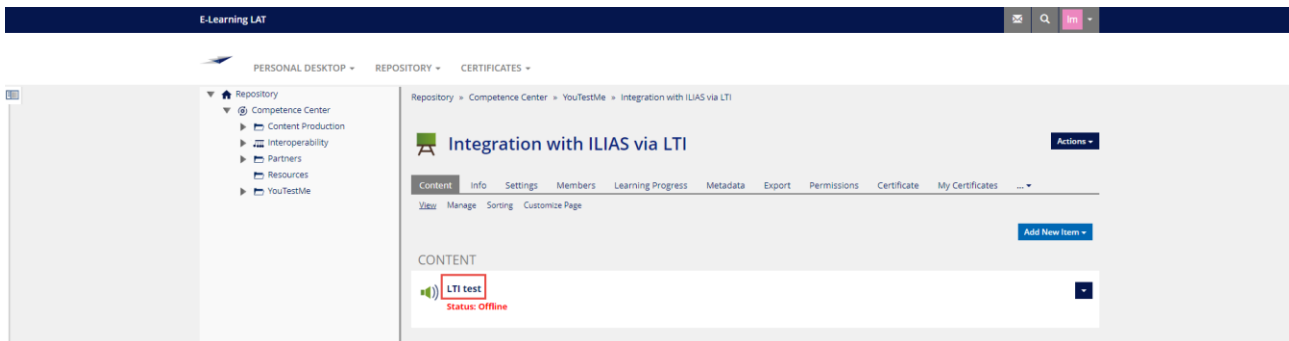 E-Learning LAT
lm
PERSONAL DESKTOP REPOSITORY CERTIFICATES
Repository
Competence Center
Content Production
Interoperability
Partners
Resources
YouTestMe
Repository » Competence Center » YouTestMe » Integration with ILIAS via LTI
Integration with ILIAS via LTI
Actions
Content Info Settings Members Learning Progress Metadata Export Permissions Certificate My Certificates ...
View Manage Sorting Customize Page
Add New Item
CONTENT
LTI test
Status: Offline